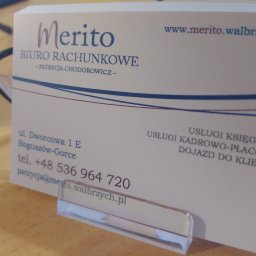 www.merito.walbrz
Merito
BIURO RACHUNKOWE
- PATRYCJA CHODOROWICZ -
USŁUGI KSIĘG
USŁUGI KADROWO-PŁAC
DOJAZD DO KLIE
ul. Dworcowa 1 E
Boguszów-Gorce
tel. +48 536 964 720
patrycja@merito.walbrzych.pl